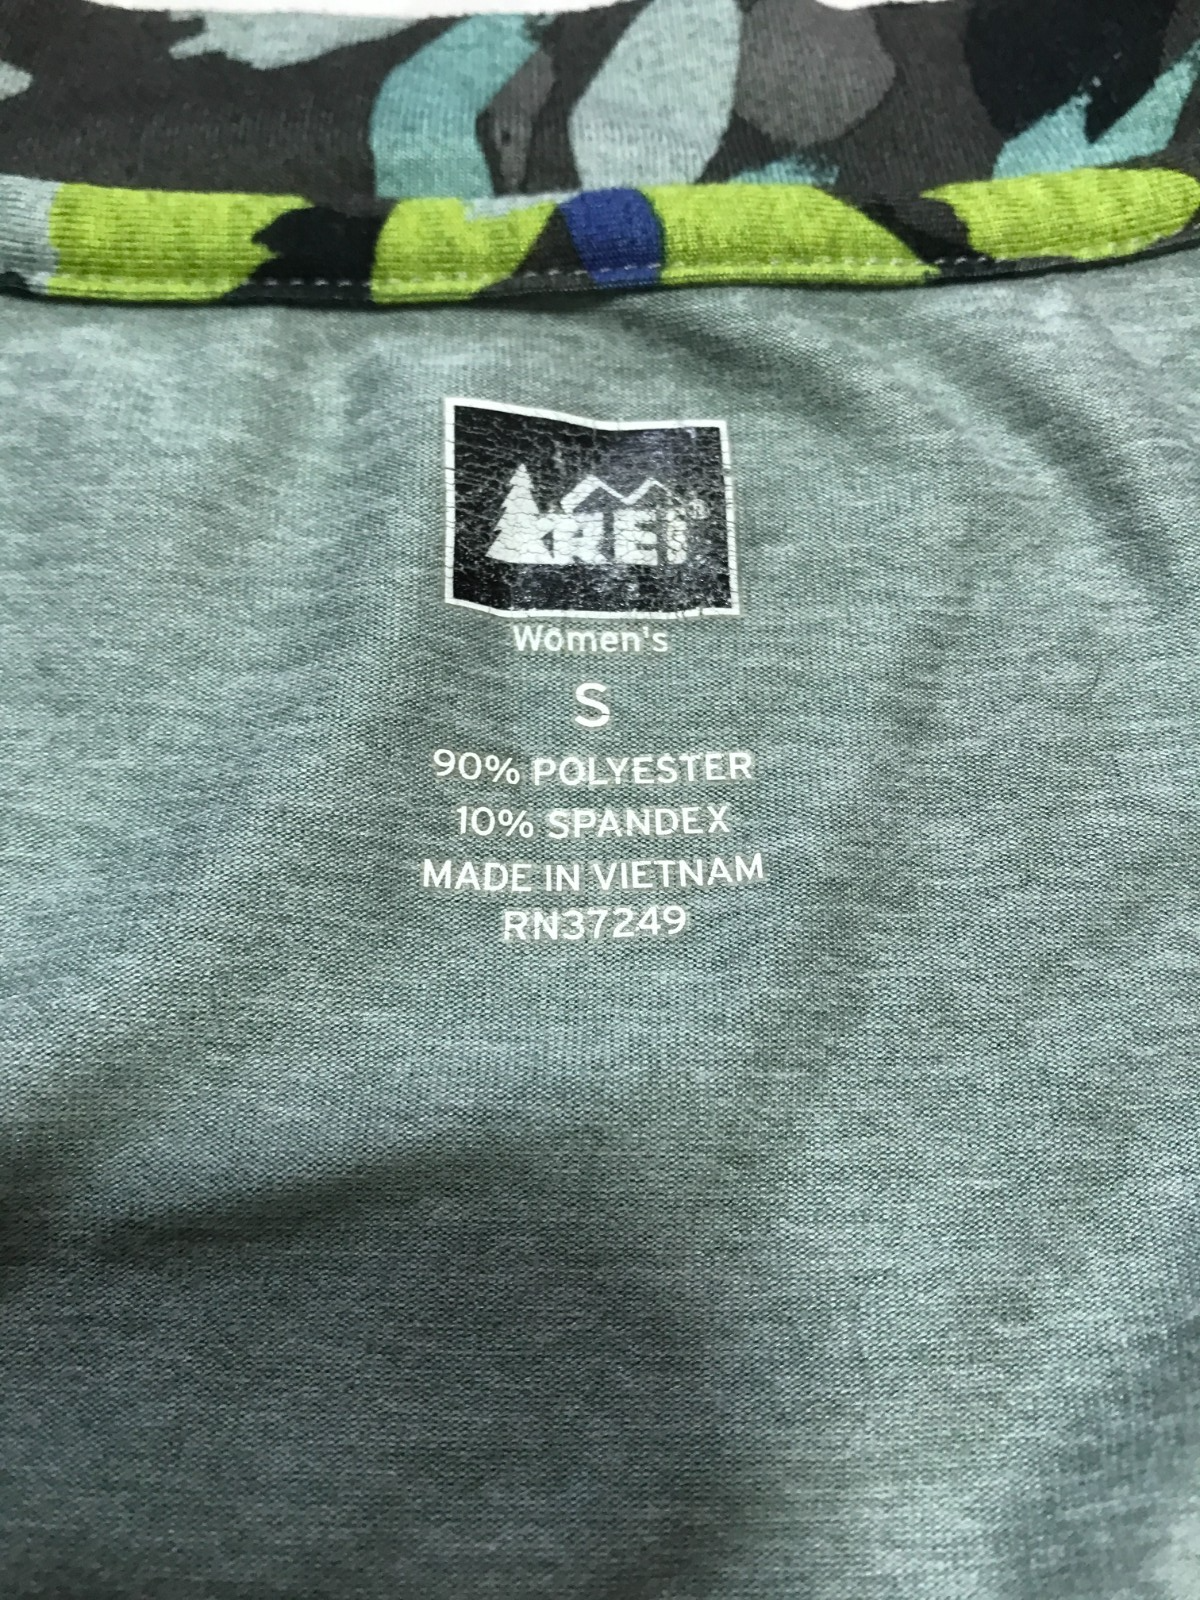 REI
®
Women's
S
90% POLYESTER
10% SPANDEX
MADE IN VIETNAM
RN37249